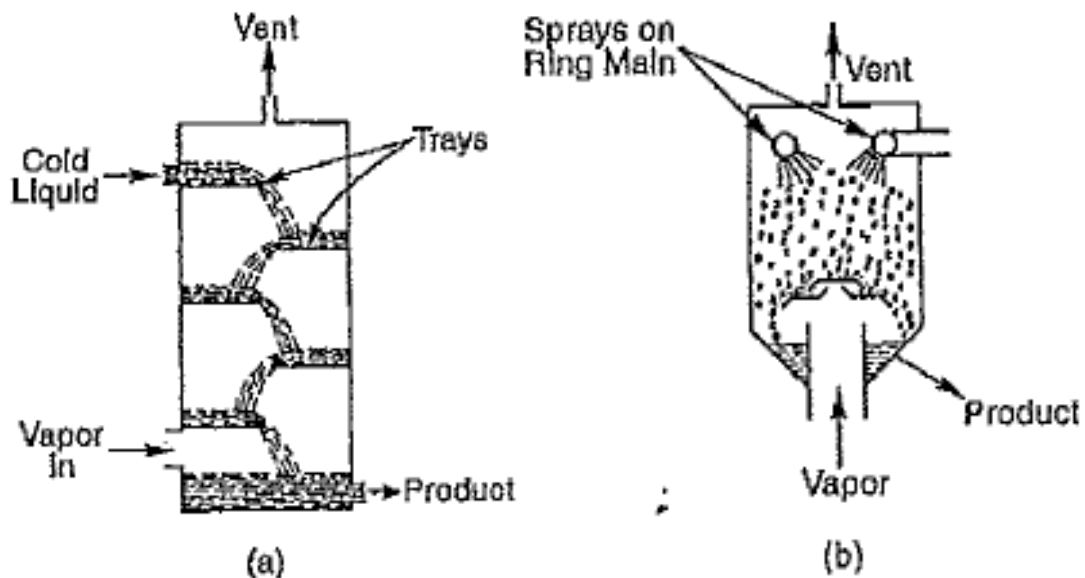 Vent
Cold
Liquid
Trays
Vapor
In
Product
(a)
Sprays on
Ring Main
Vent
Product
Vapor
(b)